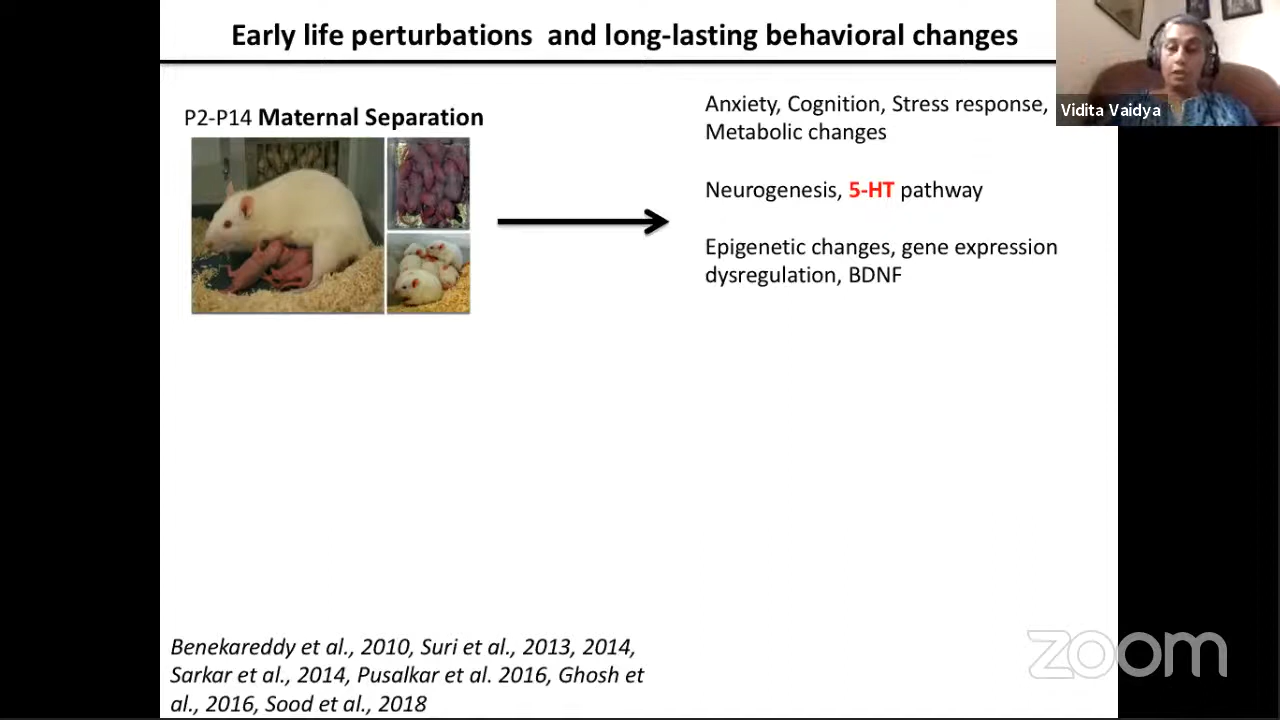 Early life perturbations and long-lasting behavioral changes
P2-P14 Maternal Separation
Anxiety, Cognition, Stress response,
Metabolic changes
Neurogenesis, 5-HT pathway
Epigenetic changes, gene expression
dysregulation, BDNF
Vidita Vaidya
Benekareddy et al., 2010, Suri et al., 2013, 2014,
Sarkar et al., 2014, Pusalkar et al. 2016, Ghosh et
al., 2016, Sood et al., 2018
zoom